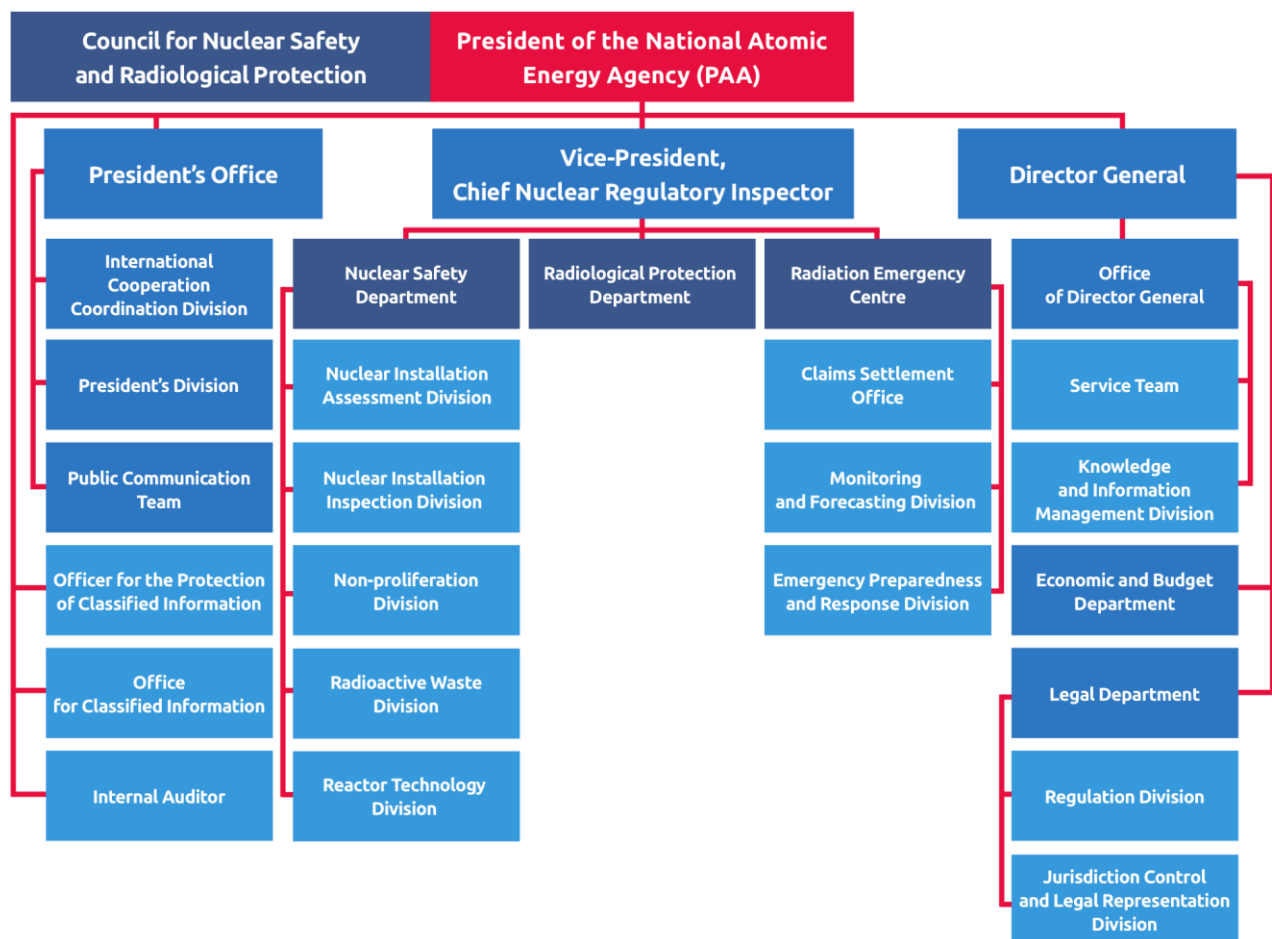 Council for Nuclear Safety
and Radiological Protection
President of the National Atomic
Energy Agency (PAA)
President's Office
Vice-President,
Chief Nuclear Regulatory Inspector
Director General
International
Cooperation
Coordination Division
President's Division
Public Communication
Team
Officer for the Protection
of Classified Information
Office
for Classified Information
Internal Auditor
Nuclear Safety
Department
Nuclear Installation
Assessment Division
Nuclear Installation
Inspection Division
Non-proliferation
Division
Radioactive Waste
Division
Reactor Technology
Division
Radiological Protection
Department
Radiation Emergency
Centre
Claims Settlement
Office
Monitoring
and Forecasting Division
Emergency Preparedness
and Response Division
Office
of Director General
Service Team
Knowledge
and Information
Management Division
Economic and Budget
Department
Legal Department
Regulation Division
Jurisdiction Control
and Legal Representation
Division